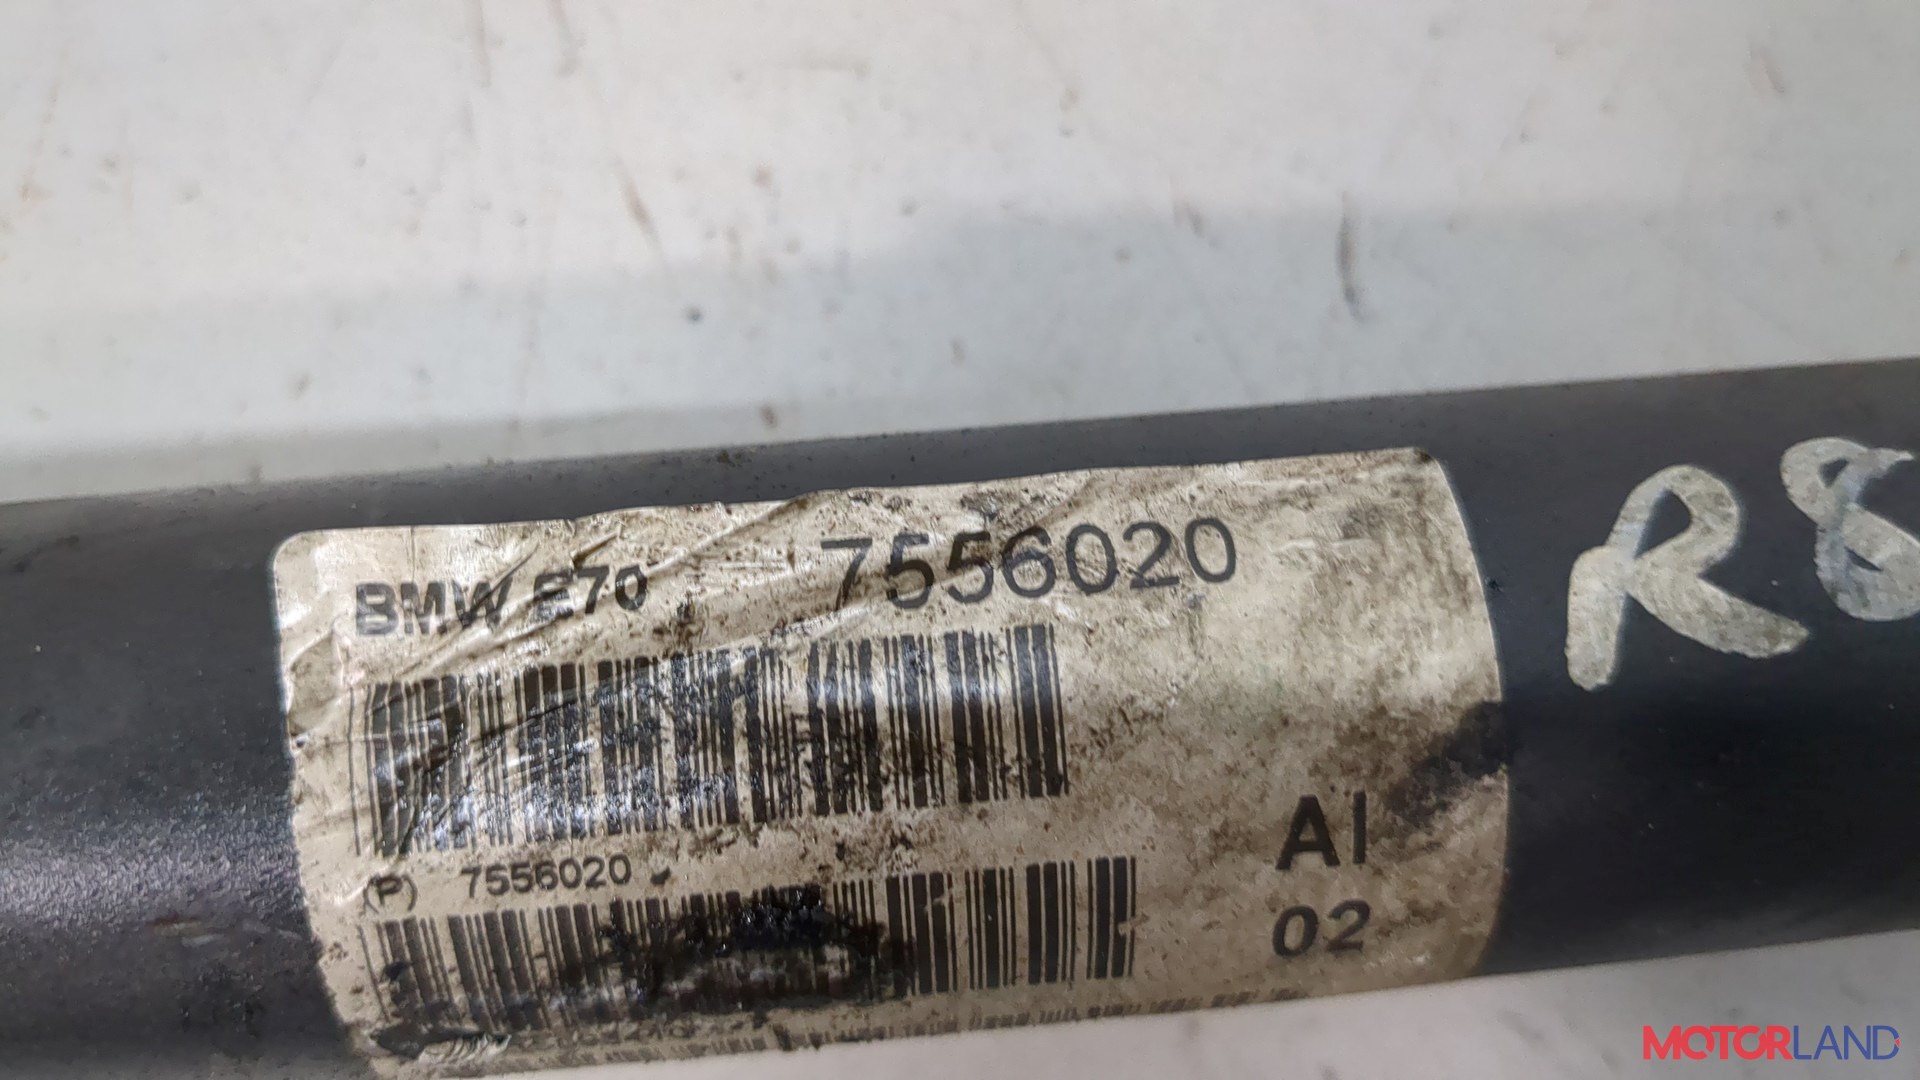 BMW E70 7556020
(P) 7556020
AI
02
R8
MOTORLAND